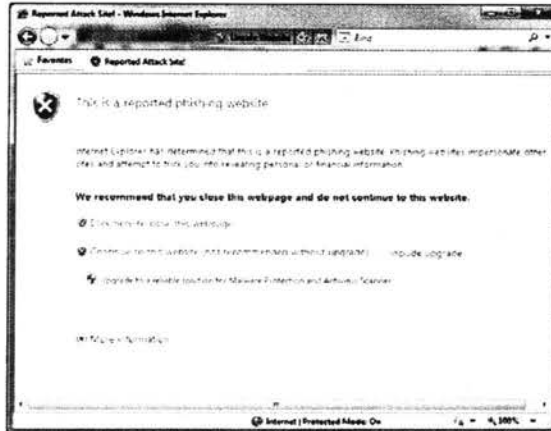 Reported Attack Site! - Windows Internet Explorer
Unsafe Website
Bing
Favorites
Reported Attack Site!
This is a reported phishing website
Internet Explorer has determined that this is a reported phishing website. Phishing websites impersonate other
sites and attempt to trick you into revealing personal or financial information.
We recommend that you close this webpage and do not continue to this website.
Click here to close this webpage.
Continue to this website (not recommended without upgrade)
upgrade
Upgrade to a reliable solution for Malware Protection and Antivirus Scanner
More information
Internet | Protected Mode: On
100%